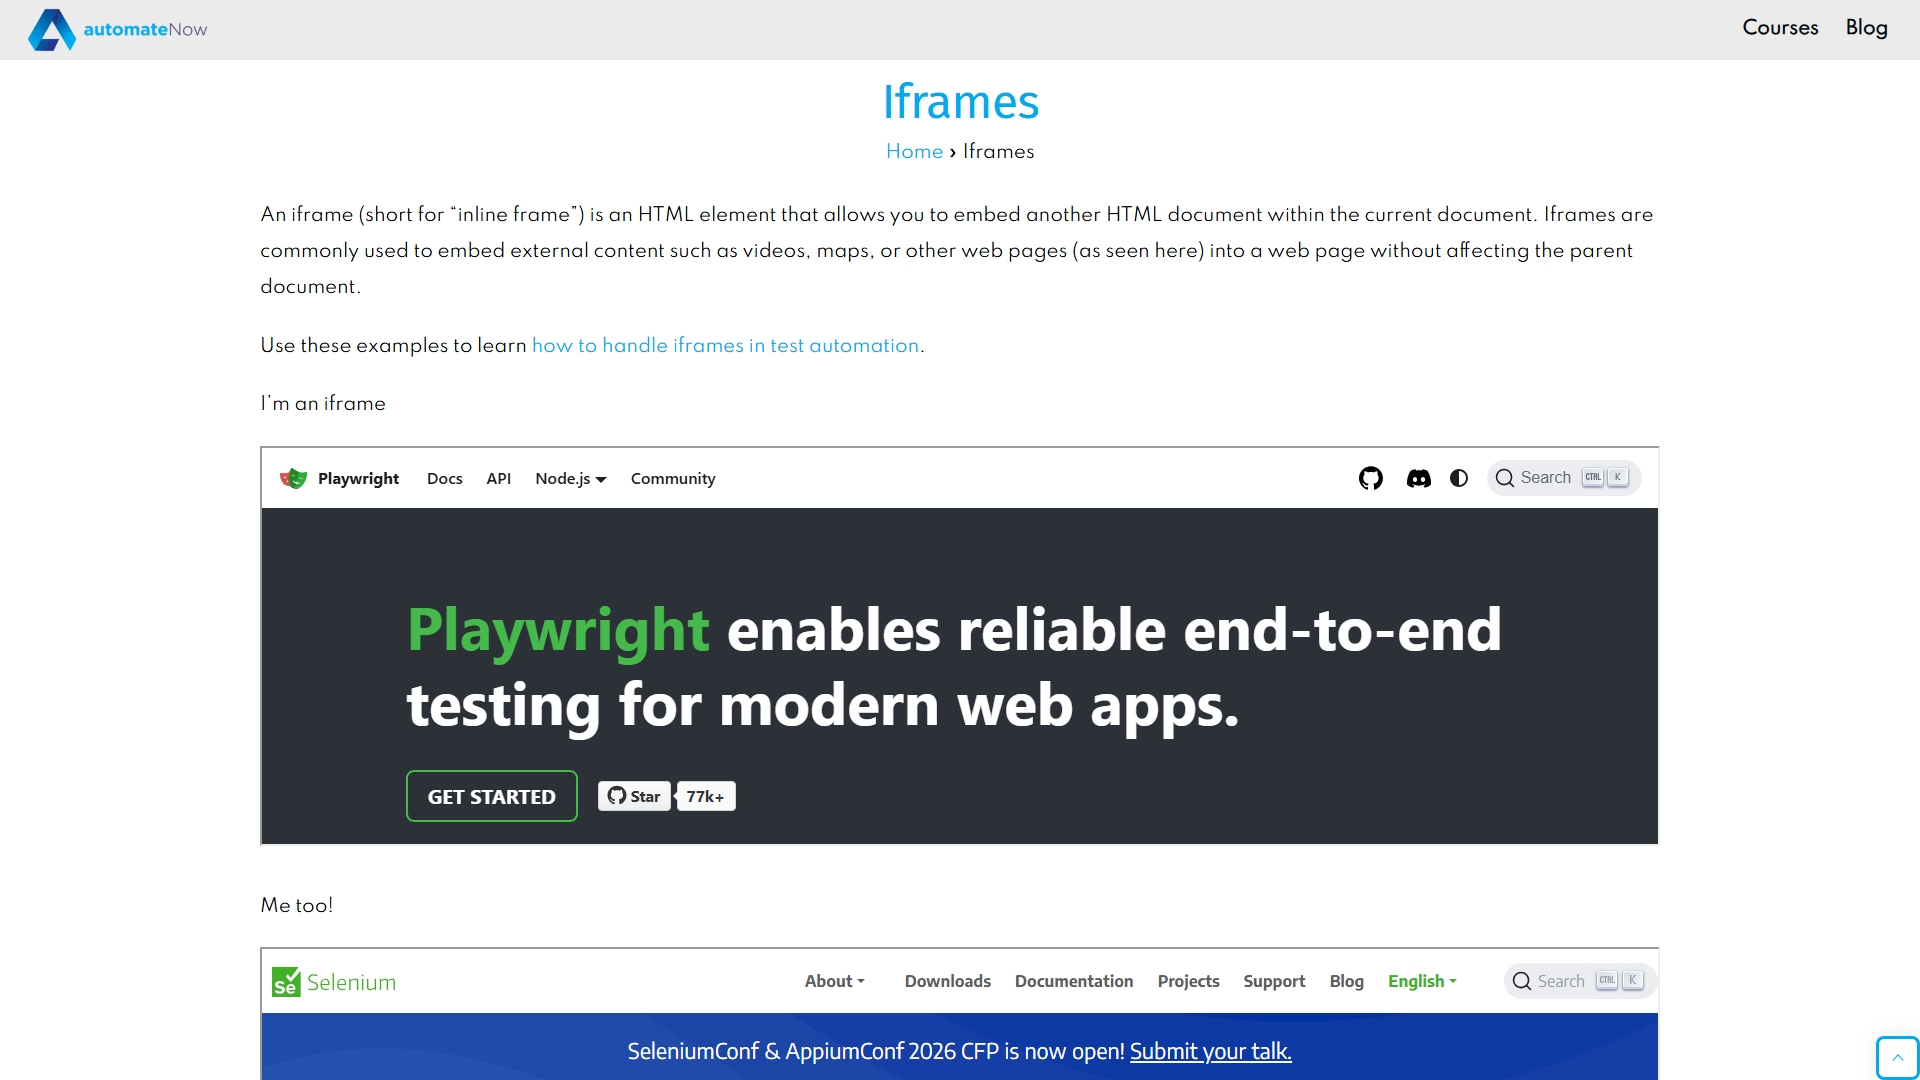 automateNow
Courses Blog
Iframes
Home › Iframes
An iframe (short for “inline frame”) is an HTML element that allows you to embed another HTML document within the current document. Iframes are
commonly used to embed external content such as videos, maps, or other web pages (as seen here) into a web page without affecting the parent
document.
Use these examples to learn how to handle iframes in test automation.
I’m an iframe
Playwright Docs API Node.js Community Search CTRL K
Playwright enables reliable end-to-end
testing for modern web apps.
GET STARTED Star 77k+
Me too!
Se Selenium About Downloads Documentation Projects Support Blog English Search CTRL K
SeleniumConf & AppiumConf 2026 CFP is now open! Submit your talk.